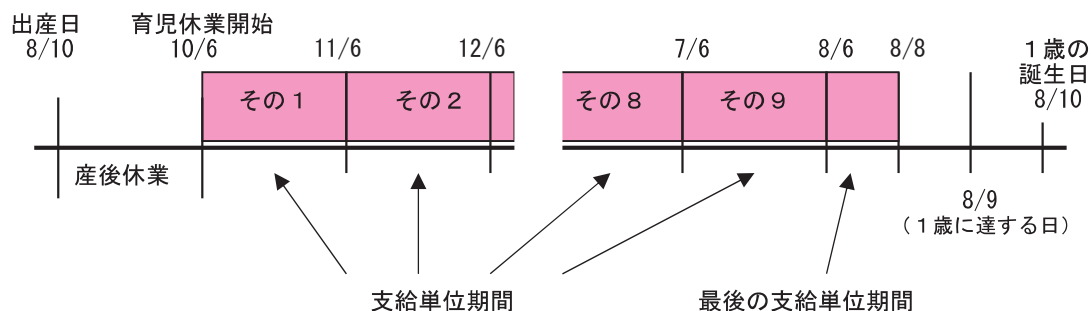 出産日
8/10
育児休業開始
10/6
11/6
12/6
7/6
8/6
8/8
1歳の
誕生日
8/10
その1
その2
その8
その9
産後休業
8/9
(1歳に達する日)
支給単位期間
最後の支給単位期間